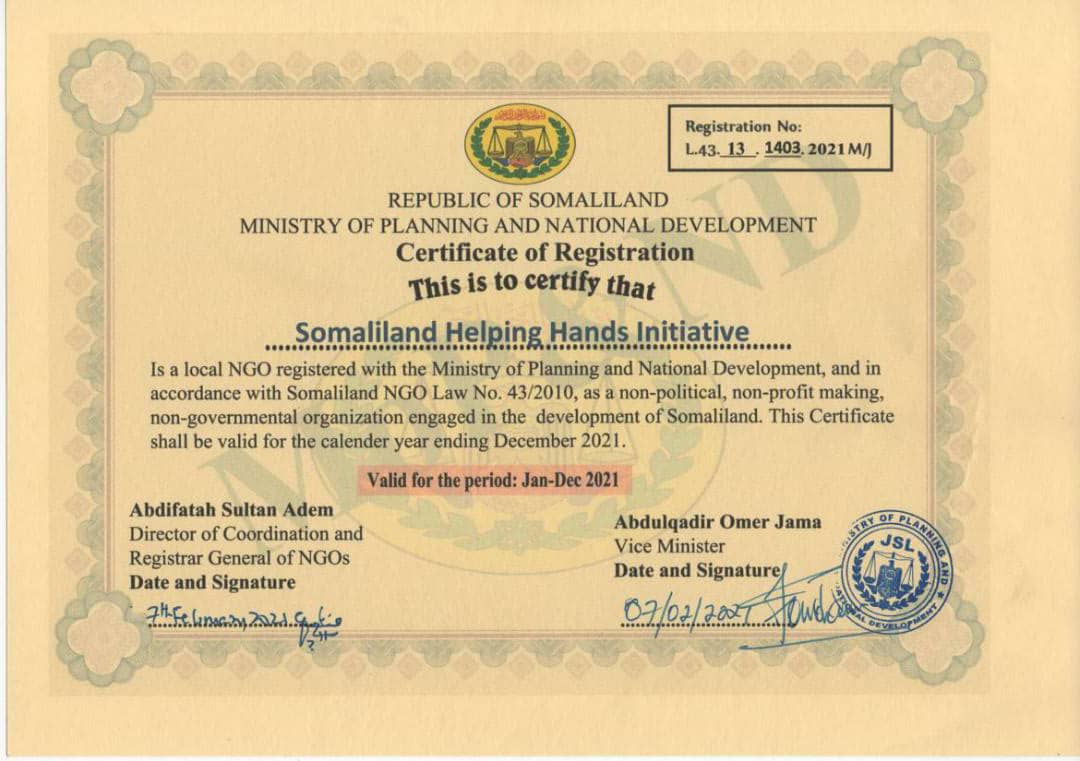 Registration No:
L.43. 13 . 1403. 2021 M/J
REPUBLIC OF SOMALILAND
MINISTRY OF PLANNING AND NATIONAL DEVELOPMENT
Certificate of Registration
This is to certify that
Somaliland Helping Hands Initiative
Is a local NGO registered with the Ministry of Planning and National Development, and in
accordance with Somaliland NGO Law No. 43/2010, as a non-political, non-profit making,
non-governmental organization engaged in the development of Somaliland. This Certificate
shall be valid for the calender year ending December 2021.
Valid for the period: Jan-Dec 2021
Abdifatah Sultan Adem
Director of Coordination and
Registrar General of NGOs
Date and Signature
7th February, 2021
Abdulqadir Omer Jama
Vice Minister
Date and Signature
07/02/2021
OF PLANNING AND
JSL
DEVELOPMENT